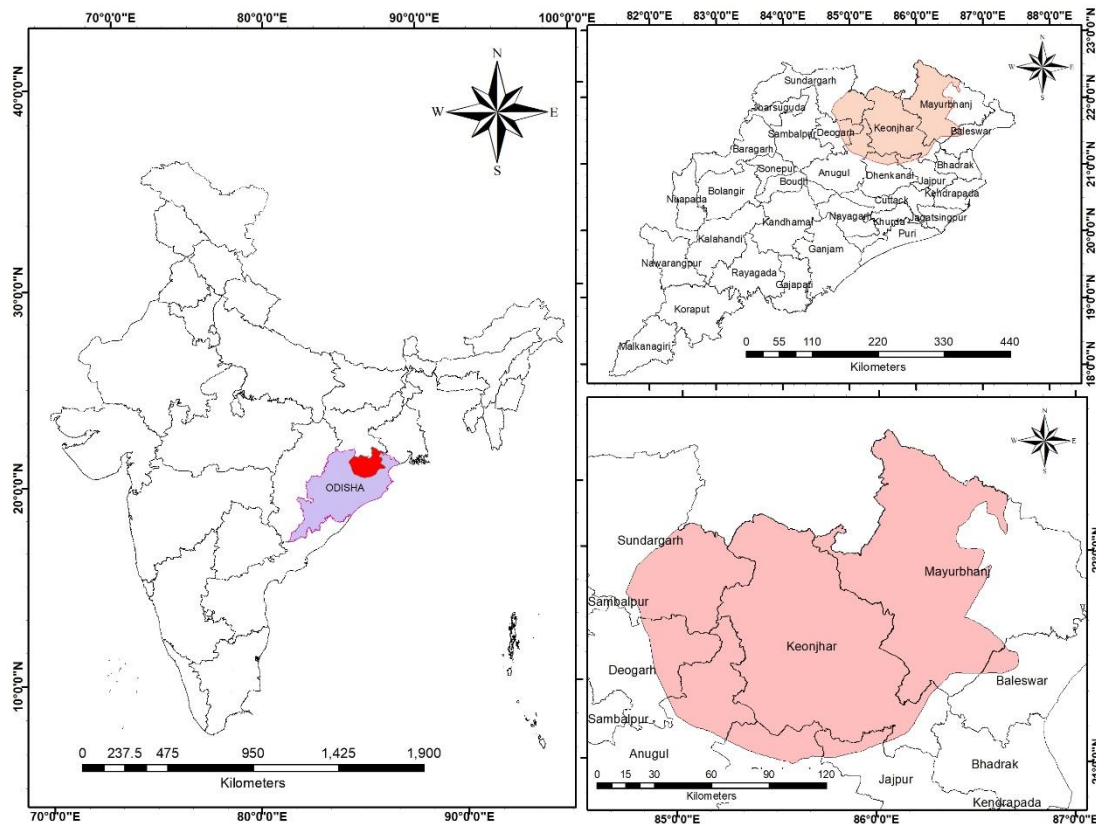 70°0'0"E 80°0'0"E 90°0'0"E 100°0'0"E
40°0'0"N
30°0'0"N
20°0'0"N
10°0'0"N
N
W E
S
ODISHA
0 237.5 475 950 1,425 1,900
Kilometers
70°0'0"E 80°0'0"E 90°0'0"E
82°0'0"E 83°0'0"E 84°0'0"E 85°0'0"E 86°0'0"E 87°0'0"E 88°0'0"E
23°0'0"N
22°0'0"N
21°0'0"N
20°0'0"N
19°0'0"N
18°0'0"N
N
W E
S
Sundargarh
Jharsuguda
Mayurbhanj
Sambalpur
Deogarh
Keonjhar
Baleswar
Baragarh
Bhadrak
Sonepur
Anugul
Dhenkanal
Boudh
Jajpur
Bolangir
Kendrapada
Nuapada
Cuttack
Nayagarh
Jagatsingpur
Kandhamal
Khurda
Puri
Kalahandi
Ganjam
Nawarangpur
Rayagada
Gajapati
Koraput
Malkanagiri
0 55 110 220 330 440
Kilometers
N
W E
S
Sundargarh
Mayurbhanj
Sambalpur
Keonjhar
Deogarh
Baleswar
Sambalpur
Anugul
Jajpur
Bhadrak
Kendrapada
0 15 30 60 90 120
Kilometers
22°0'0"N
21°0'0"N
85°0'0"E 86°0'0"E 87°0'0"E